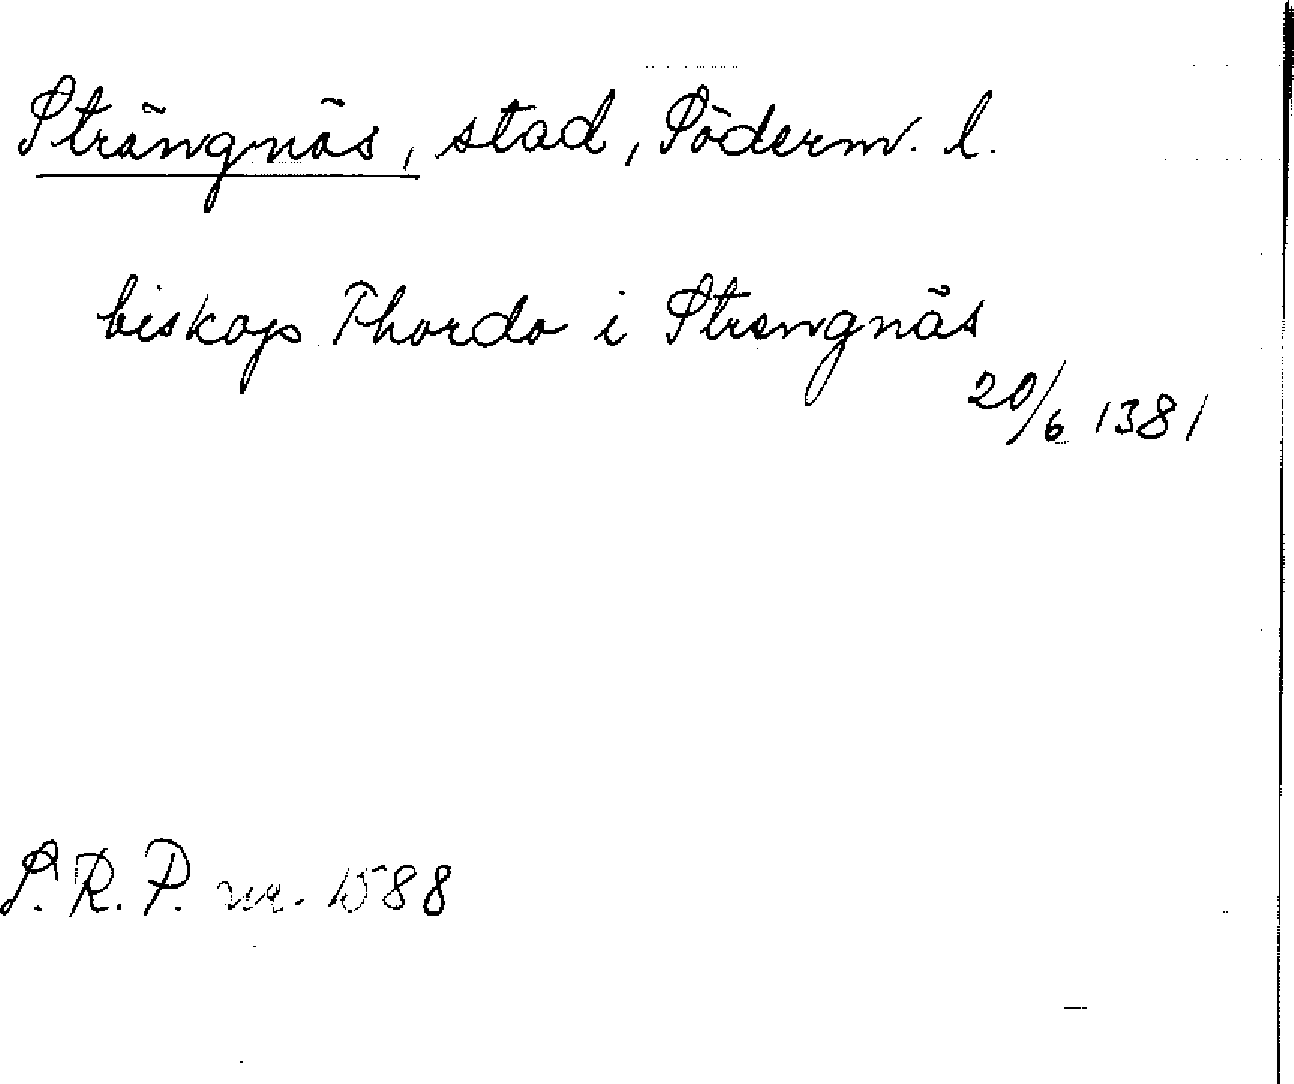 Strängnäs, stad, Söderm. l.
biskop Thordo i Strengnäs
20/6 1381
S. R. P. nr. 1588